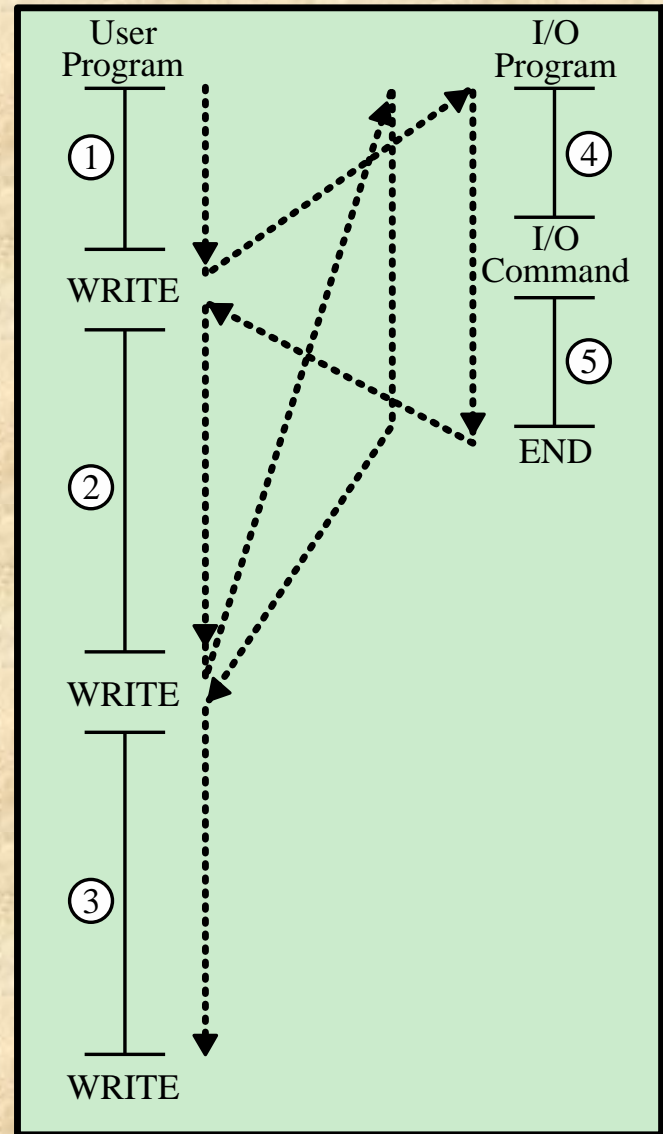 User
Program
1
WRITE
2
WRITE
3
WRITE
I/O
Program
4
I/O
Command
5
END